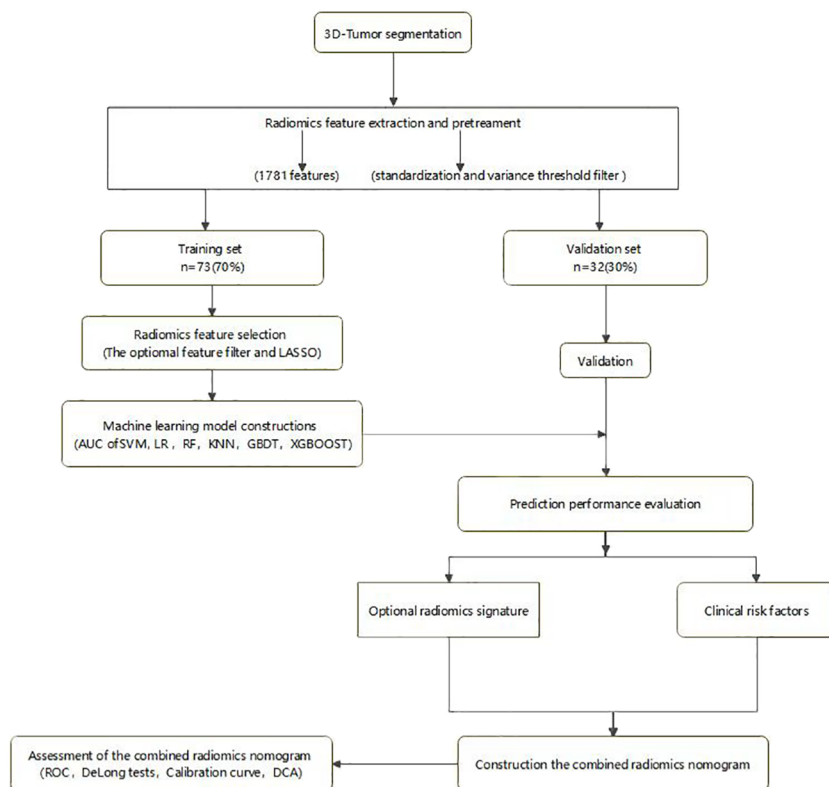 3D-Tumor segmentation
Radiomics feature extraction and pretreament
(1781 features)
(standardization and variance threshold filter )
Training set
n=73(70%)
Validation set
n=32(30%)
Radiomics feature selection
(The optiomal feature filter and LASSO)
Validation
Machine learning model constructions
(AUC ofSVM, LR , RF, KNN, GBDT, XGBOOST)
Prediction performance evaluation
Optional radiomics signature
Clinical risk factors
Assessment of the combined radiomics nomogram
(ROC, DeLong tests, Calibration curve, DCA)
Construction the combined radiomics nomogram